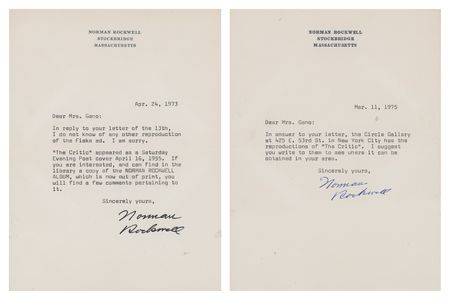 NORMAN ROCKWELL
STOCKBRIDGE
MASSACHUSETTS
Apr. 24, 1973
Dear Mrs. Gano:
In reply to your letter of the 13th,
I do not know of any other reproduction
of the Fisks ad. I am sorry.
"The Critic" appeared as a Saturday
Evening Post cover April 16, 1955. If
you are interested, and can find in the
library a copy of the NORMAN ROCKWELL
ALBUM, which is now out of print, you
will find a few comments pertaining to
it.
Sincerely yours,
Norman
Rockwell
NORMAN ROCKWELL
STOCKBRIDGE
MASSACHUSETTS
Mar. 11, 1975
Dear Mrs. Gano:
In answer to your letter, the Circle Gallery
at 425 E. 53rd St. in New York City has the
reproductions of "The Critic". I suggest
you write to them to see where it can be
obtained in your area.
Sincerely yours,
Norman
Rockwell